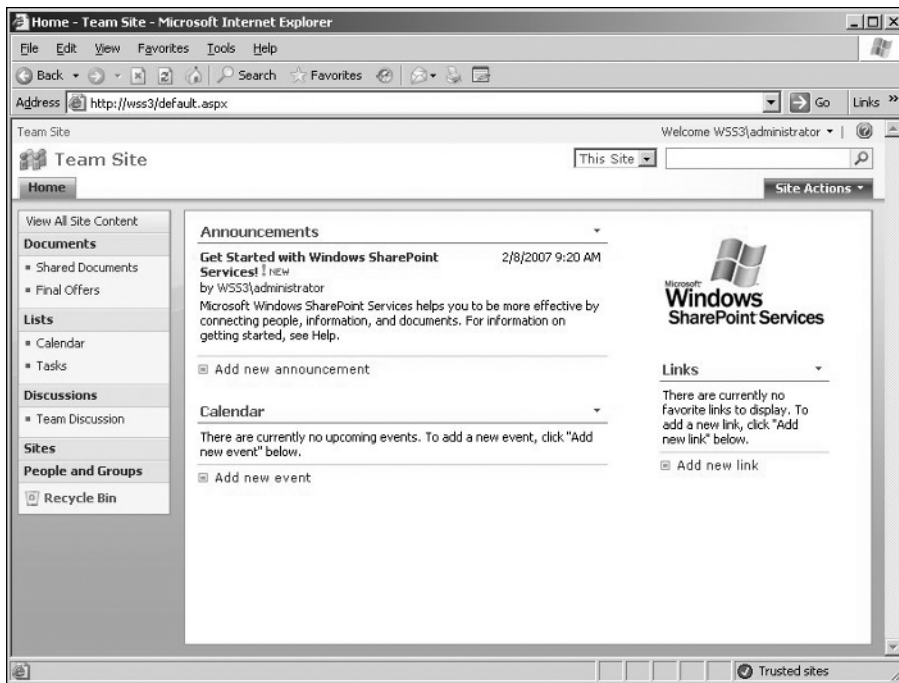 Home - Team Site - Microsoft Internet Explorer
File Edit View Favorites Tools Help
Back Search Favorites
Address http://wss3/default.aspx Go Links »
Team Site Welcome WSS3\administrator
Team Site This Site
Home Site Actions
View All Site Content
Documents
Shared Documents
Final Offers
Lists
Calendar
Tasks
Discussions
Team Discussion
Sites
People and Groups
Recycle Bin
Announcements
Get Started with Windows SharePoint 2/8/2007 9:20 AM
Services! ! NEW
by WSS3\administrator
Microsoft Windows SharePoint Services helps you to be more effective by
connecting people, information, and documents. For information on
getting started, see Help.
Add new announcement
Calendar
There are currently no upcoming events. To add a new event, click "Add
new event" below.
Add new event
Microsoft
Windows
SharePoint Services
Links
There are currently no
favorite links to display. To
add a new link, click "Add
new link" below.
Add new link
Trusted sites